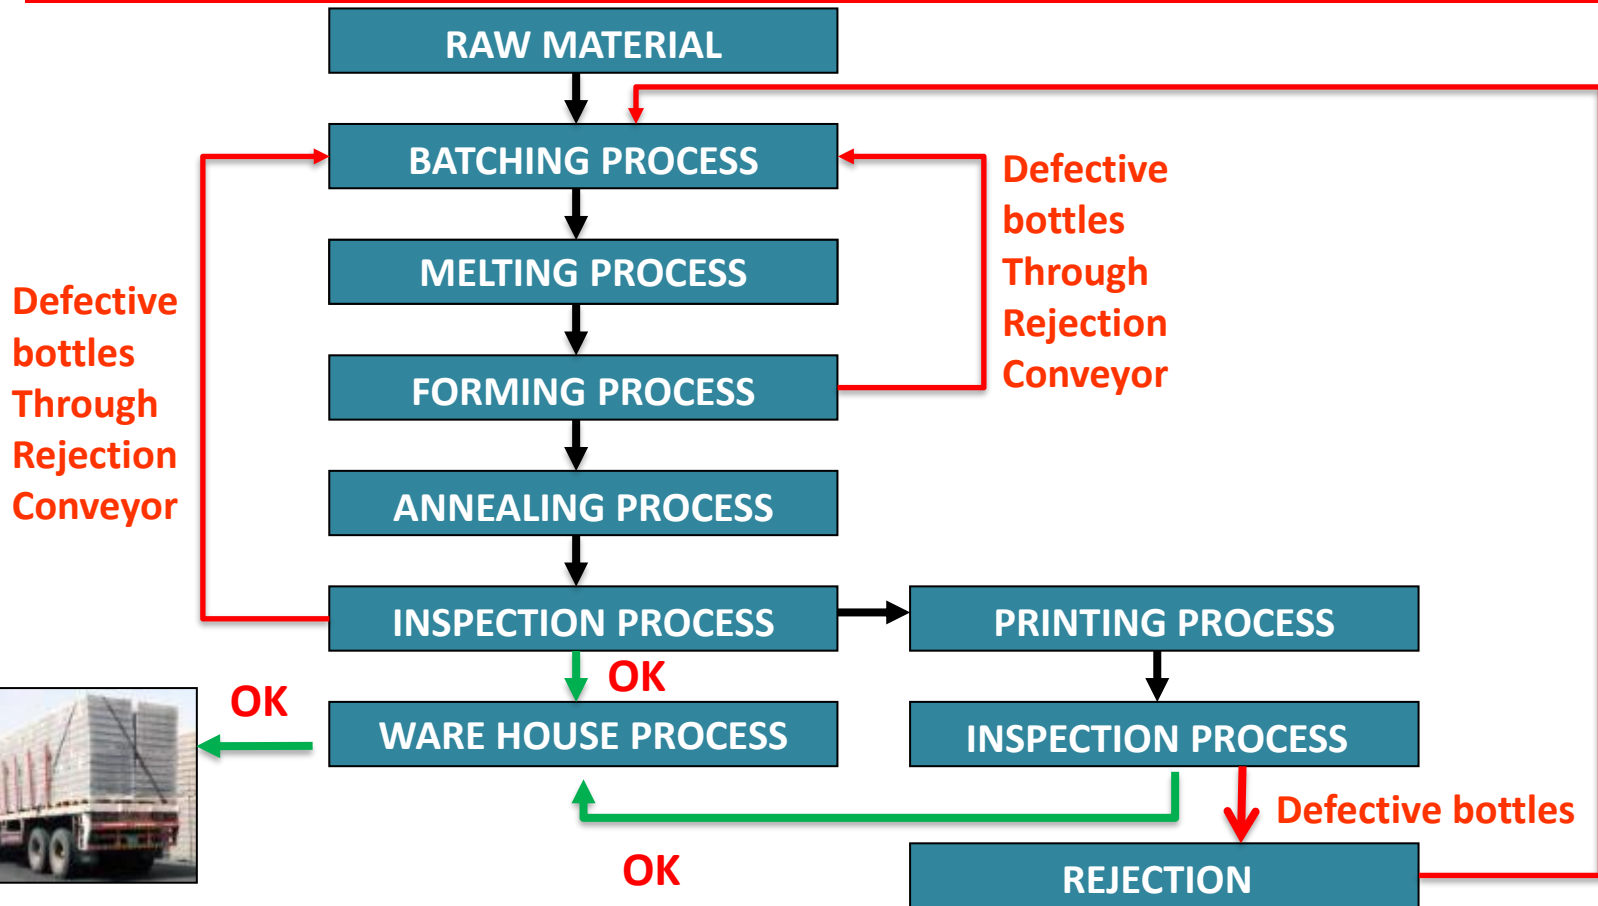 RAW MATERIAL
BATCHING PROCESS
Defective
bottles
Through
Rejection
Conveyor
MELTING PROCESS
Defective
bottles
Through
Rejection
Conveyor
FORMING PROCESS
ANNEALING PROCESS
INSPECTION PROCESS
PRINTING PROCESS
OK
OK
WARE HOUSE PROCESS
INSPECTION PROCESS
Defective bottles
OK
REJECTION